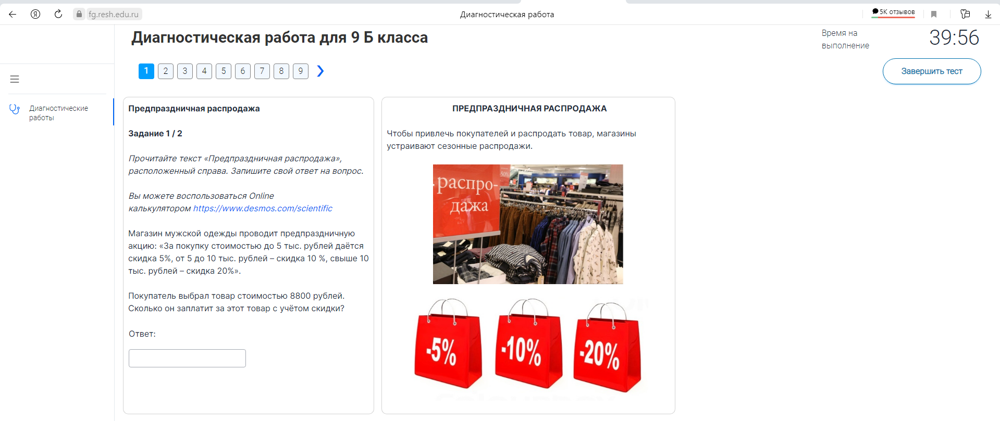 fg.resh.edu.ru
Диагностическая работа
5К отзывов
Диагностическая работа для 9 Б класса
Время на
выполнение
39:56
1 2 3 4 5 6 7 8 9
Завершить тест
Диагностические
работы
Предпраздничная распродажа
Задание 1 / 2
Прочитайте текст «Предпраздничная распродажа»,
расположенный справа. Запишите свой ответ на вопрос.
Вы можете воспользоваться Online
калькулятором https://www.desmos.com/scientific
Магазин мужской одежды проводит предпраздничную
акцию: «За покупку стоимостью до 5 тыс. рублей даётся
скидка 5%, от 5 до 10 тыс. рублей – скидка 10 %, свыше 10
тыс. рублей – скидка 20%».
Покупатель выбрал товар стоимостью 8800 рублей.
Сколько он заплатит за этот товар с учётом скидки?
Ответ:
ПРЕДПРАЗДНИЧНАЯ РАСПРОДАЖА
Чтобы привлечь покупателей и распродать товар, магазины
устраивают сезонные распродажи.
распро-
дажа
-5%
-10%
-20%